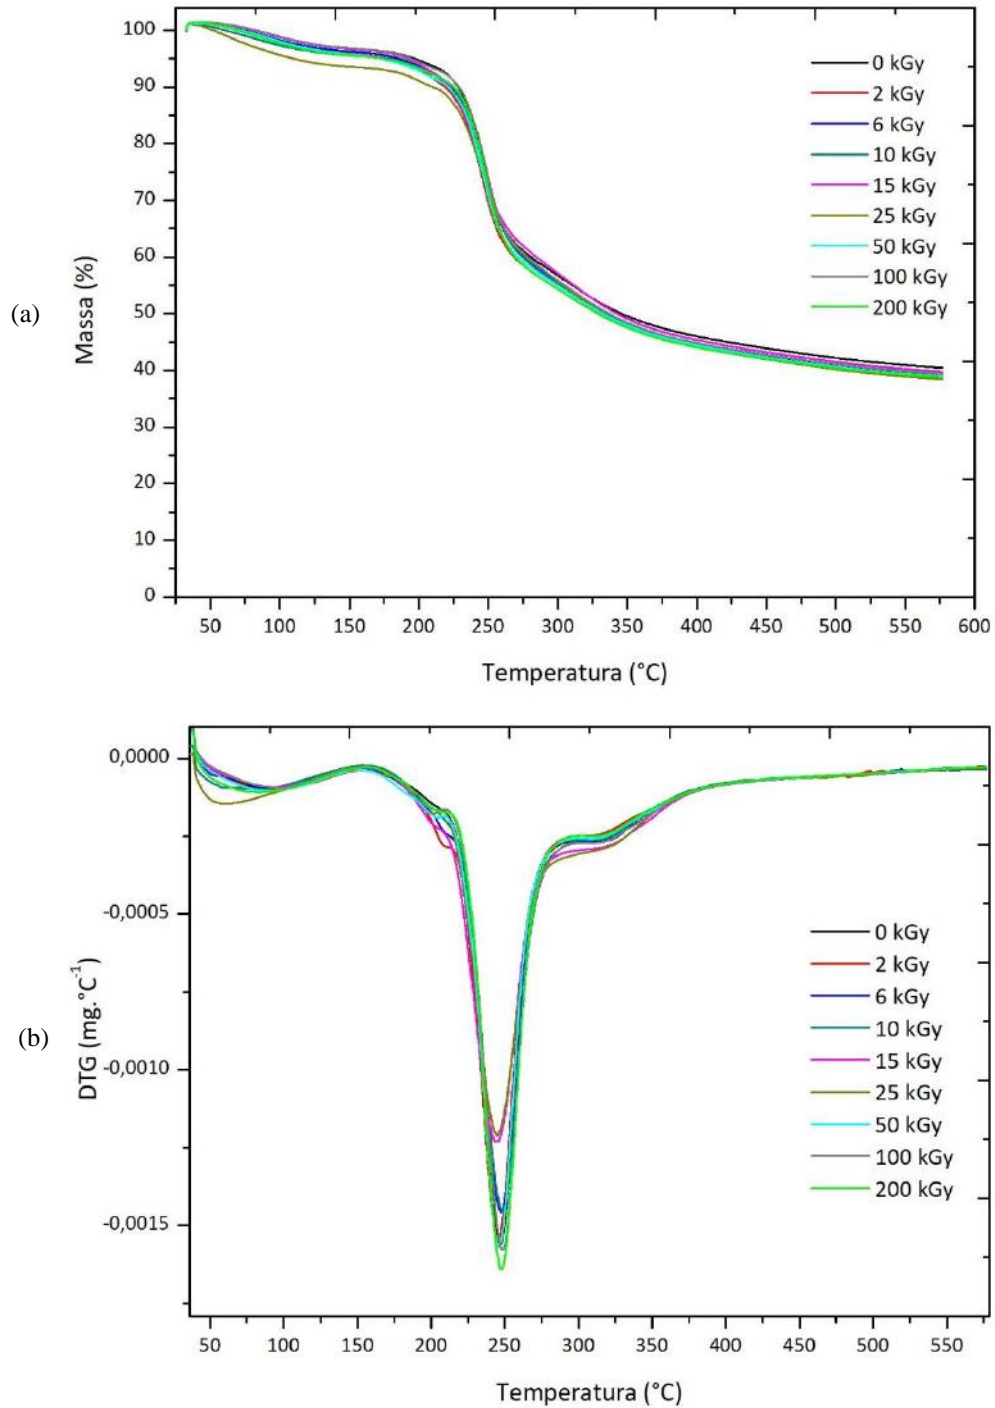 100
90
80
70
60
50
40
30
20
10
0
Massa (%)
(a)
0 kGy
2 kGy
6 kGy
10 kGy
15 kGy
25 kGy
50 kGy
100 kGy
200 kGy
50 100 150 200 250 300 350 400 450 500 550 600
Temperatura (°C)
0,0000
-0,0005
-0,0010
-0,0015
DTG (mg.°C⁻¹)
(b)
0 kGy
2 kGy
6 kGy
10 kGy
15 kGy
25 kGy
50 kGy
100 kGy
200 kGy
50 100 150 200 250 300 350 400 450 500 550
Temperatura (°C)